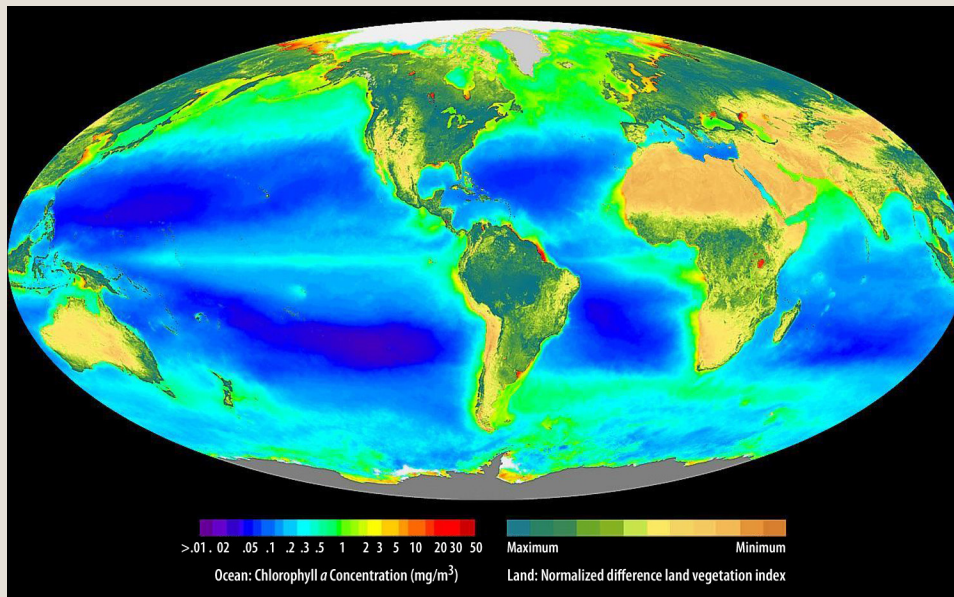 >.01 .02 .05 .1 .2 .3 .5 1 2 3 5 10 20 30 50
Ocean: Chlorophyll a Concentration (mg/m³)
Maximum Minimum
Land: Normalized difference land vegetation index